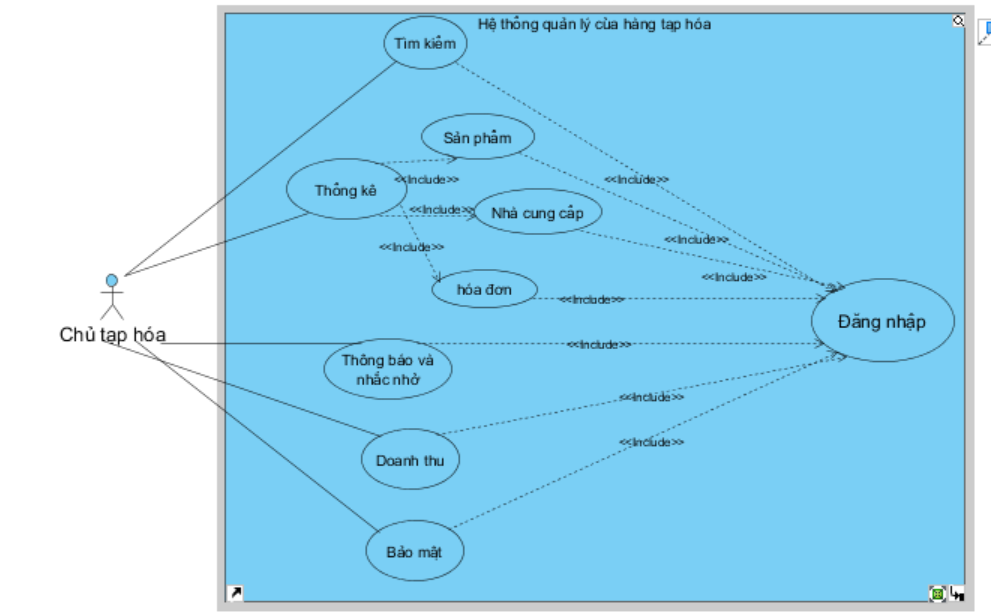 Hệ thống quản lý của hàng tạp hóa
Tìm kiếm
Sản phẩm
<<Include>>
<<Include>>
Thống kê
<<Include>>
Nhà cung cấp
<<Include>>
<<Include>>
<<Include>>
hóa đơn
<<Include>>
Đăng nhập
Chủ tạp hóa
<<Include>>
Thông báo và
nhắc nhở
<<Include>>
<<Include>>
Doanh thu
Bảo mật